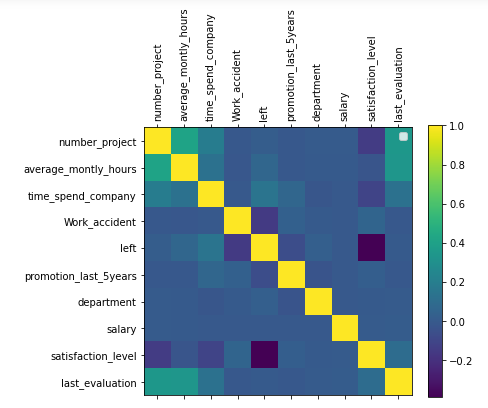 number_project
average_montly_hours
time_spend_company
Work_accident
left
promotion_last_5years
department
salary
satisfaction_level
last_evaluation
number_project
average_montly_hours
time_spend_company
Work_accident
left
promotion_last_5years
department
salary
satisfaction_level
last_evaluation
1.0
0.8
0.6
0.4
0.2
0.0
−0.2